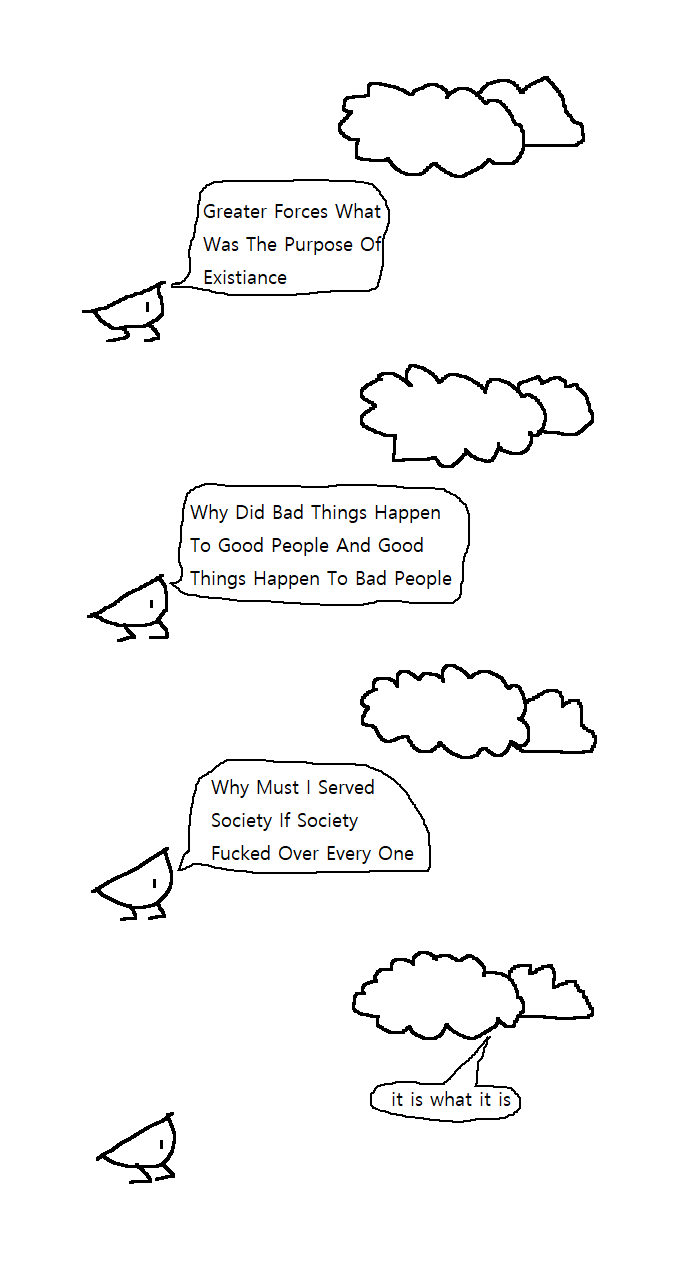 Greater Forces What
Was The Purpose Of
Existiance
Why Did Bad Things Happen
To Good People And Good
Things Happen To Bad People
Why Must I Served
Society If Society
Fucked Over Every One
it is what it is